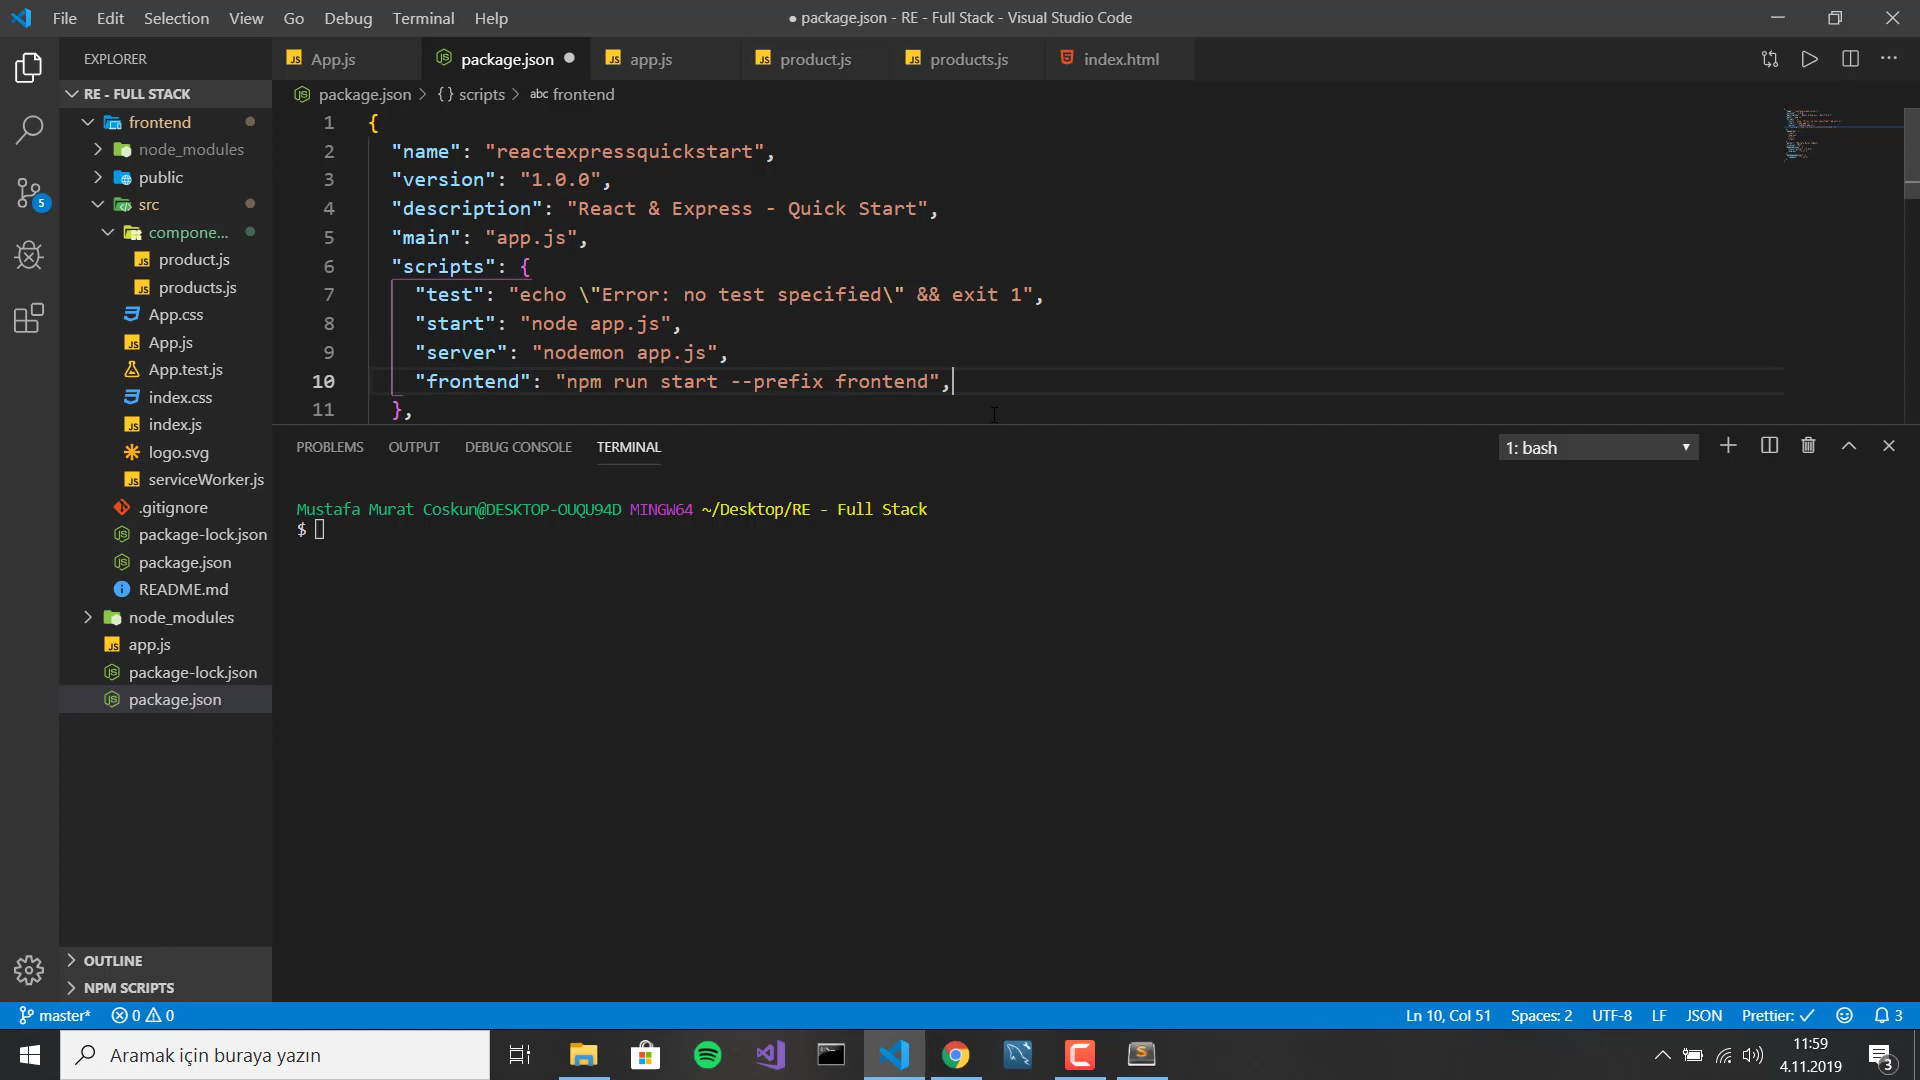 File Edit Selection View Go Debug Terminal Help
● package.json - RE - Full Stack - Visual Studio Code
EXPLORER
App.js
package.json
app.js
product.js
products.js
index.html
RE - FULL STACK
frontend
node_modules
public
src
compone...
product.js
products.js
App.css
App.js
App.test.js
index.css
index.js
logo.svg
serviceWorker.js
.gitignore
package-lock.json
package.json
README.md
node_modules
app.js
package-lock.json
package.json
OUTLINE
NPM SCRIPTS
5
package.json > {} scripts > abc frontend
1 {
2 "name": "reactexpressquickstart",
3 "version": "1.0.0",
4 "description": "React & Express - Quick Start",
5 "main": "app.js",
6 "scripts": {
7 "test": "echo \"Error: no test specified\" && exit 1",
8 "start": "node app.js",
9 "server": "nodemon app.js",
10 "frontend": "npm run start --prefix frontend",
11 },
PROBLEMS OUTPUT DEBUG CONSOLE TERMINAL
1: bash
Mustafa Murat Coskun@DESKTOP-OUQU94D MINGW64 ~/Desktop/RE - Full Stack
$
master* 0 0
Ln 10, Col 51 Spaces: 2 UTF-8 LF JSON Prettier: ✓ 3
Aramak için buraya yazın
11:59
4.11.2019
3